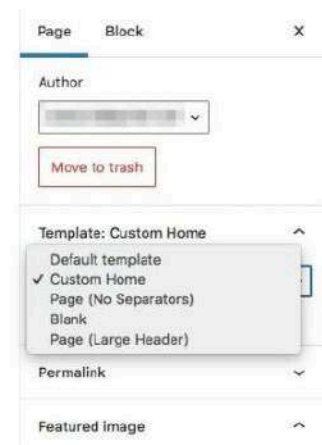 Page Block X
Author
Move to trash
Template: Custom Home
Default template
✓ Custom Home
Page (No Separators)
Blank
Page (Large Header)
Permalink
Featured image